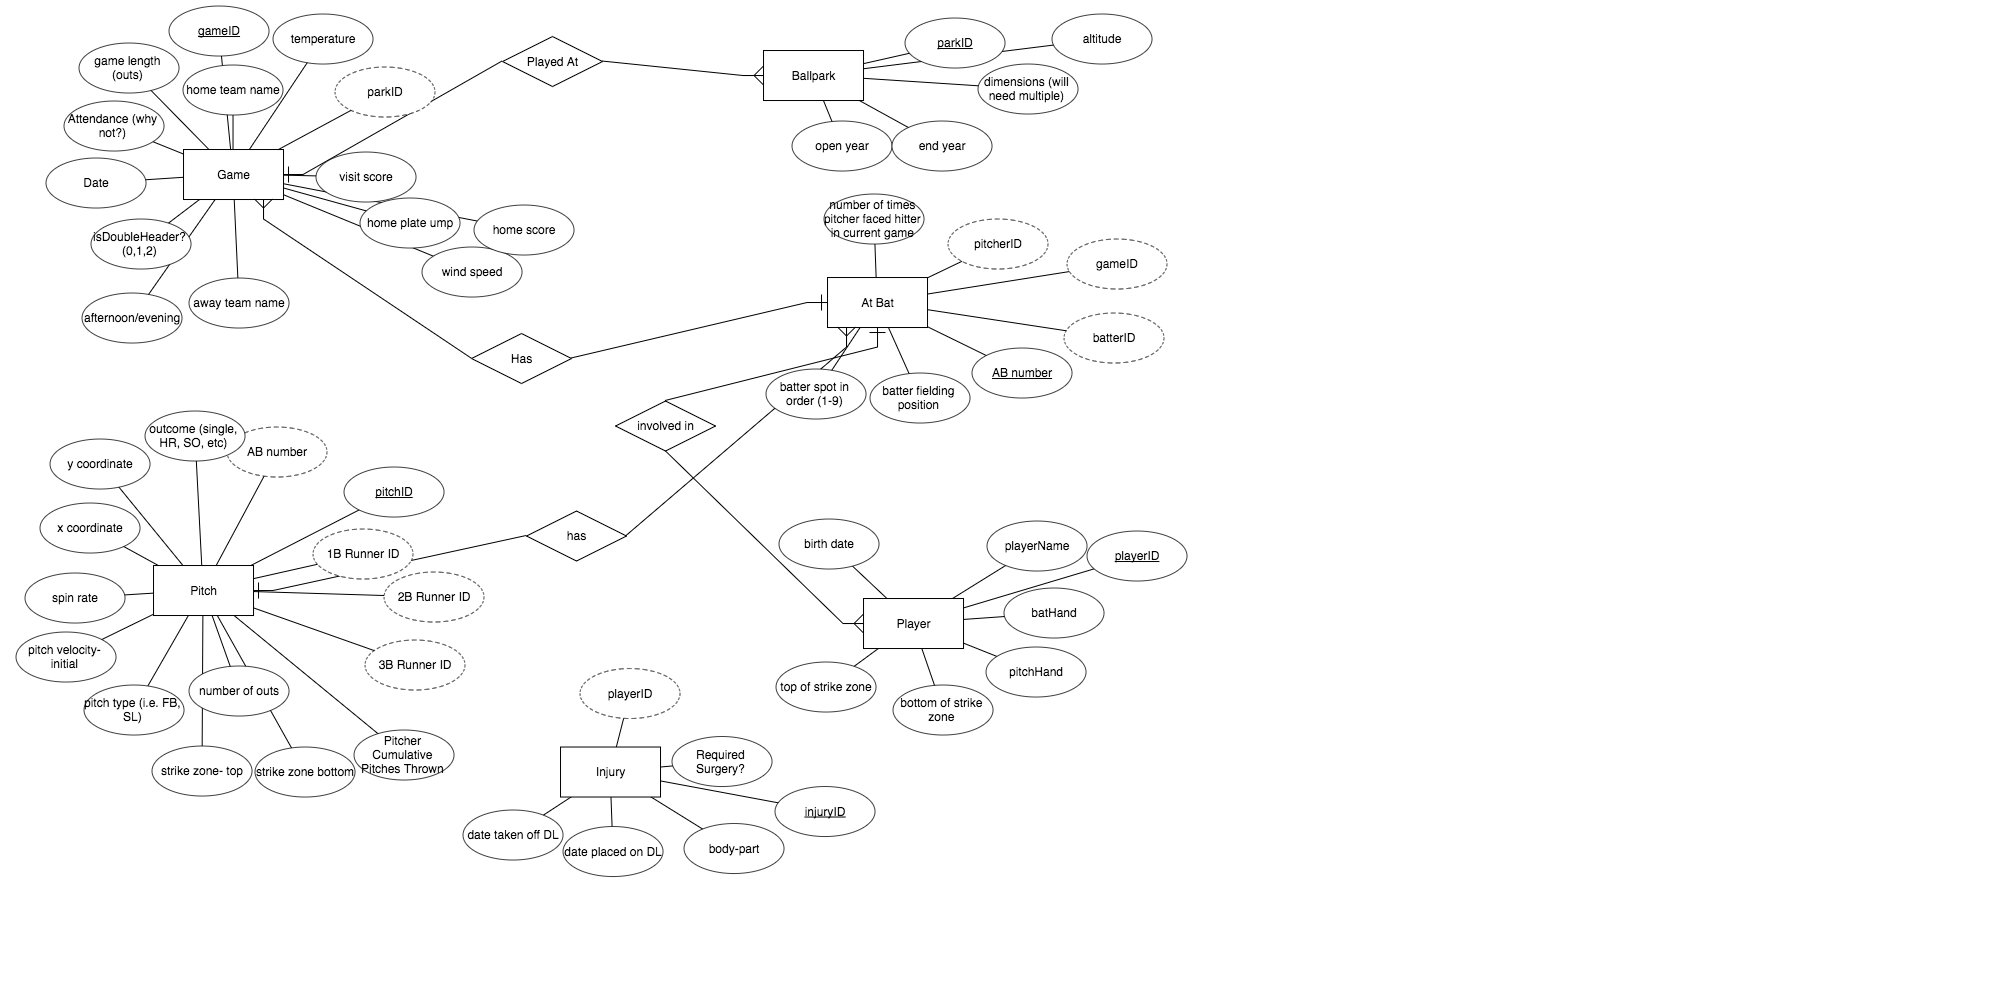 gameID
temperature
game length
(outs)
home team name
parkID
Attendance (why
not?)
Game
Date
visit score
home plate ump
home score
wind speed
isDoubleHeader?
(0,1,2)
away team name
afternoon/evening
Played At
Ballpark
parkID
altitude
dimensions (will
need multiple)
open year
end year
number of times
pitcher faced hitter
in current game
pitcherID
gameID
At Bat
batterID
AB number
batter spot in
order (1-9)
batter fielding
position
Has
involved in
has
outcome (single,
HR, SO, etc)
AB number
y coordinate
pitchID
x coordinate
1B Runner ID
Pitch
2B Runner ID
spin rate
3B Runner ID
pitch velocity-
initial
number of outs
pitch type (i.e. FB,
SL)
strike zone- top
strike zone bottom
Pitcher
Cumulative
Pitches Thrown
birth date
playerName
playerID
Player
batHand
pitchHand
top of strike zone
bottom of strike
zone
playerID
Injury
Required
Surgery?
injuryID
date taken off DL
date placed on DL
body-part